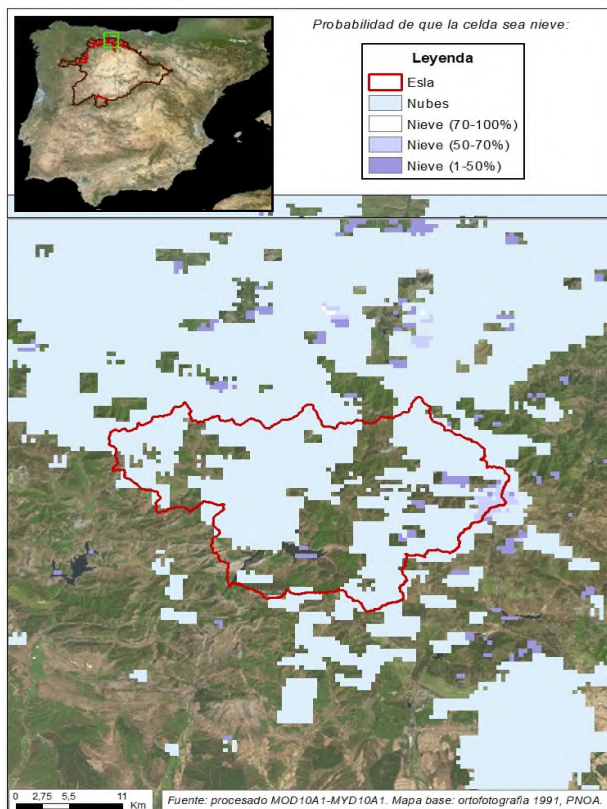 Probabilidad de que la celda sea nieve:
Leyenda
Esla
Nubes
Nieve (70-100%)
Nieve (50-70%)
Nieve (1-50%)
0 2,75 5,5 11
Km
Fuente: procesado MOD10A1-MYD10A1. Mapa base: ortofotografia 1991, PNOA